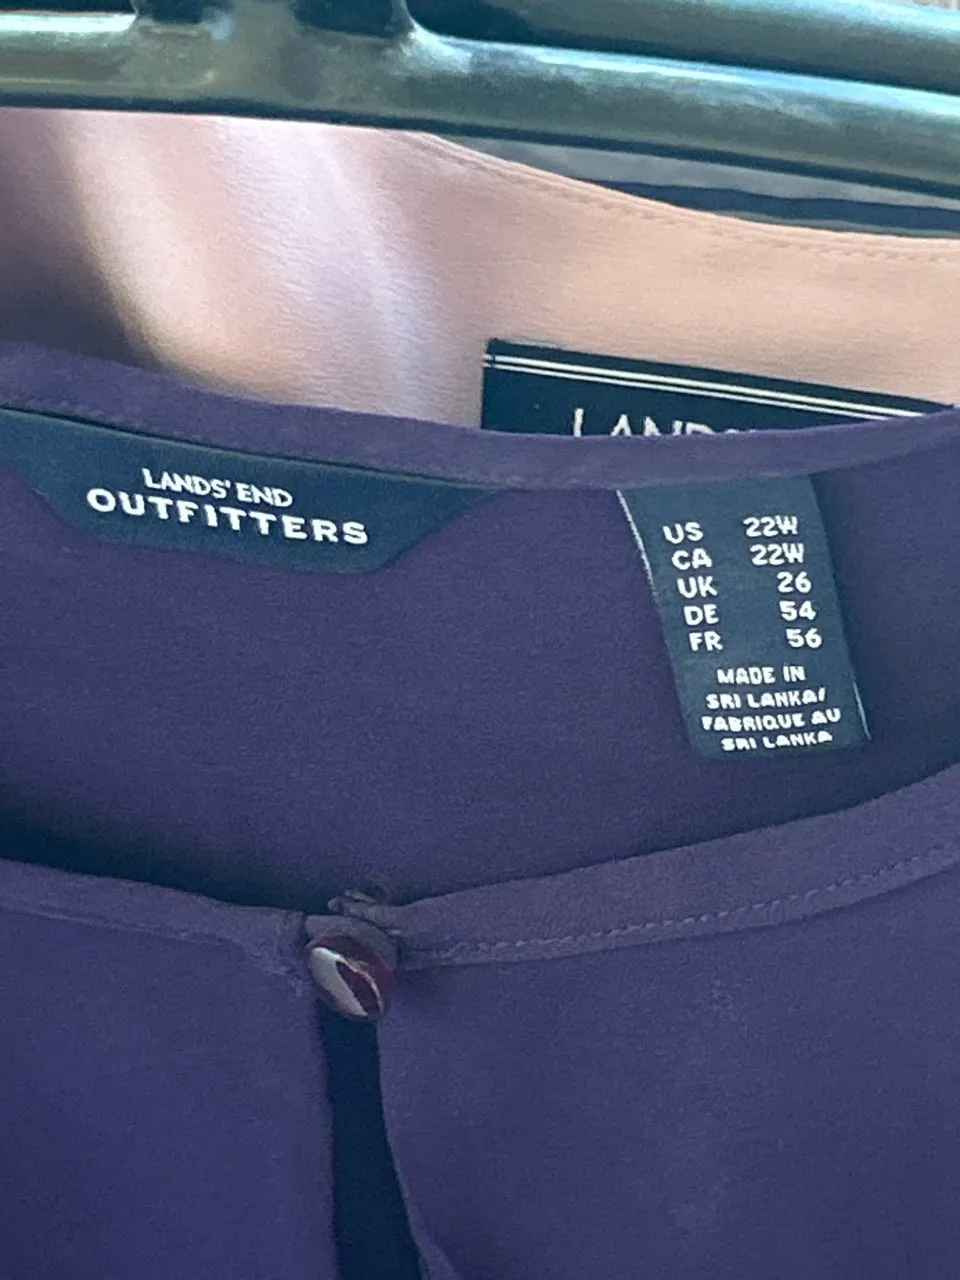 LANDS'
LANDS' END
OUTFITTERS
US 22W
CA 22W
UK 26
DE 54
FR 56
MADE IN
SRI LANKA/
FABRIQUE AU
SRI LANKA